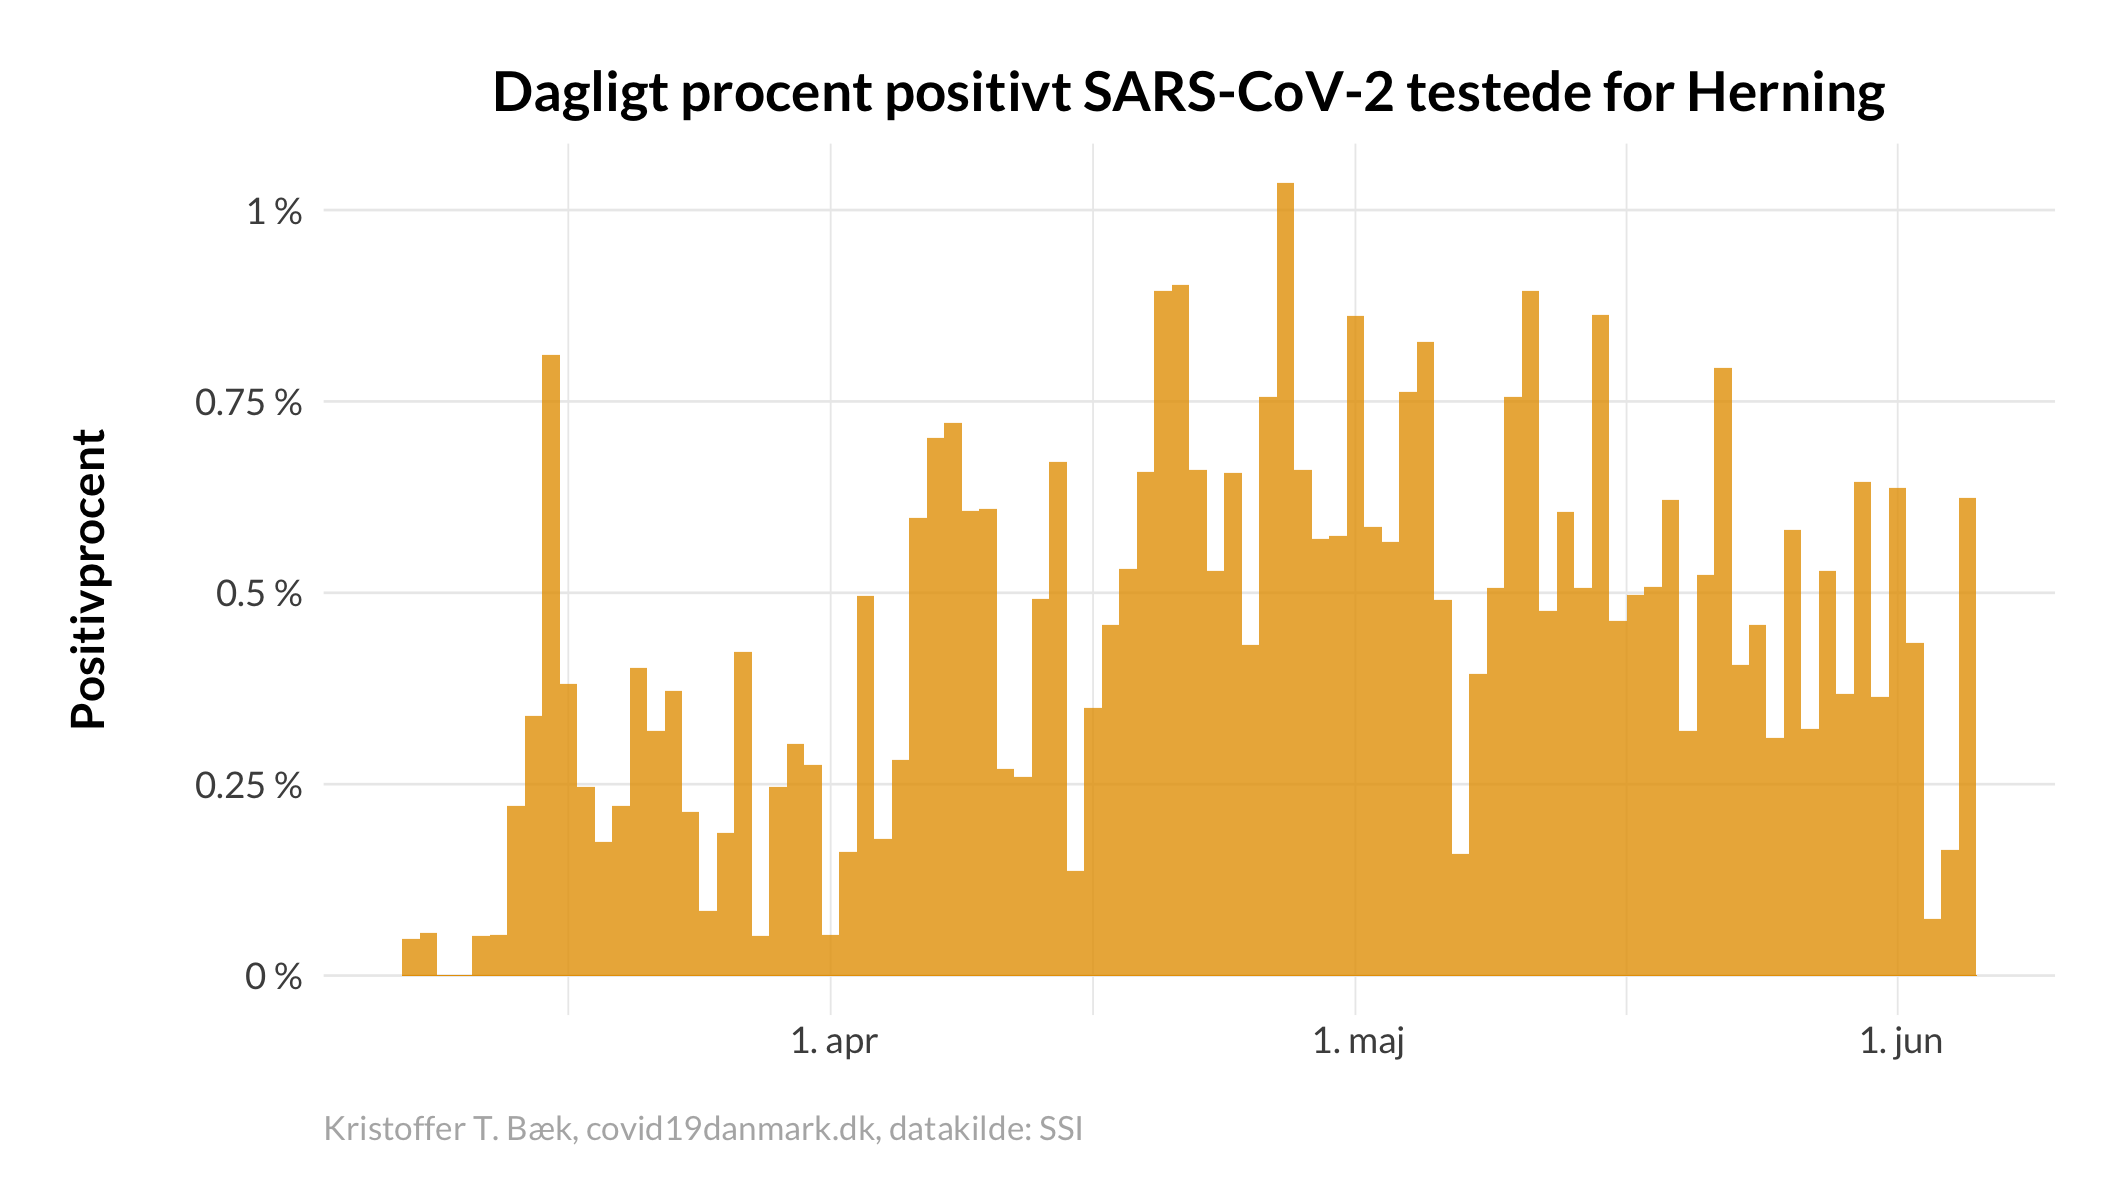 Dagligt procent positivt SARS-CoV-2 testede for Herning
Positivprocent
1 %
0.75 %
0.5 %
0.25 %
0 %
1. apr
1. maj
1. jun
Kristoffer T. Bæk, covid19danmark.dk, datakilde: SSI